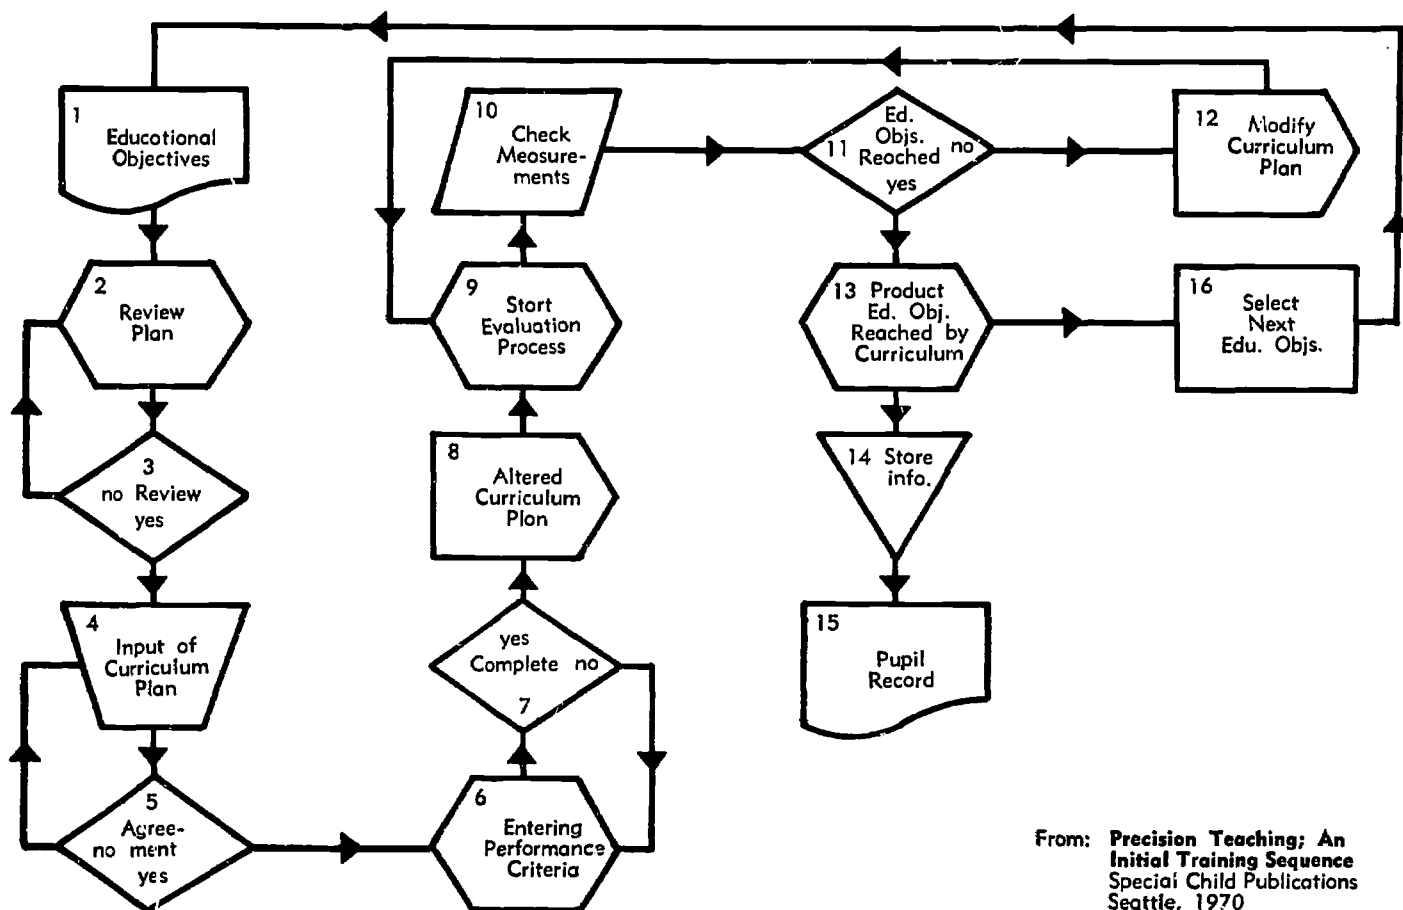 1
Educational
Objectives
2
Review
Plan
3
no Review
yes
4
Input of
Curriculum
Plan
5
Agree-
no ment
yes
6
Entering
Performance
Criteria
yes
Complete no
7
8
Altered
Curriculum
Plan
9
Start
Evaluation
Process
10
Check
Measure-
ments
Ed.
Objs.
11 Reached no
yes
12 Modify
Curriculum
Plan
13 Product
Ed. Obj.
Reached by
Curriculum
14 Store
info.
15
Pupil
Record
16
Select
Next
Edu. Objs.
From: Precision Teaching; An
Initial Training Sequence
Special Child Publications
Seattle, 1970